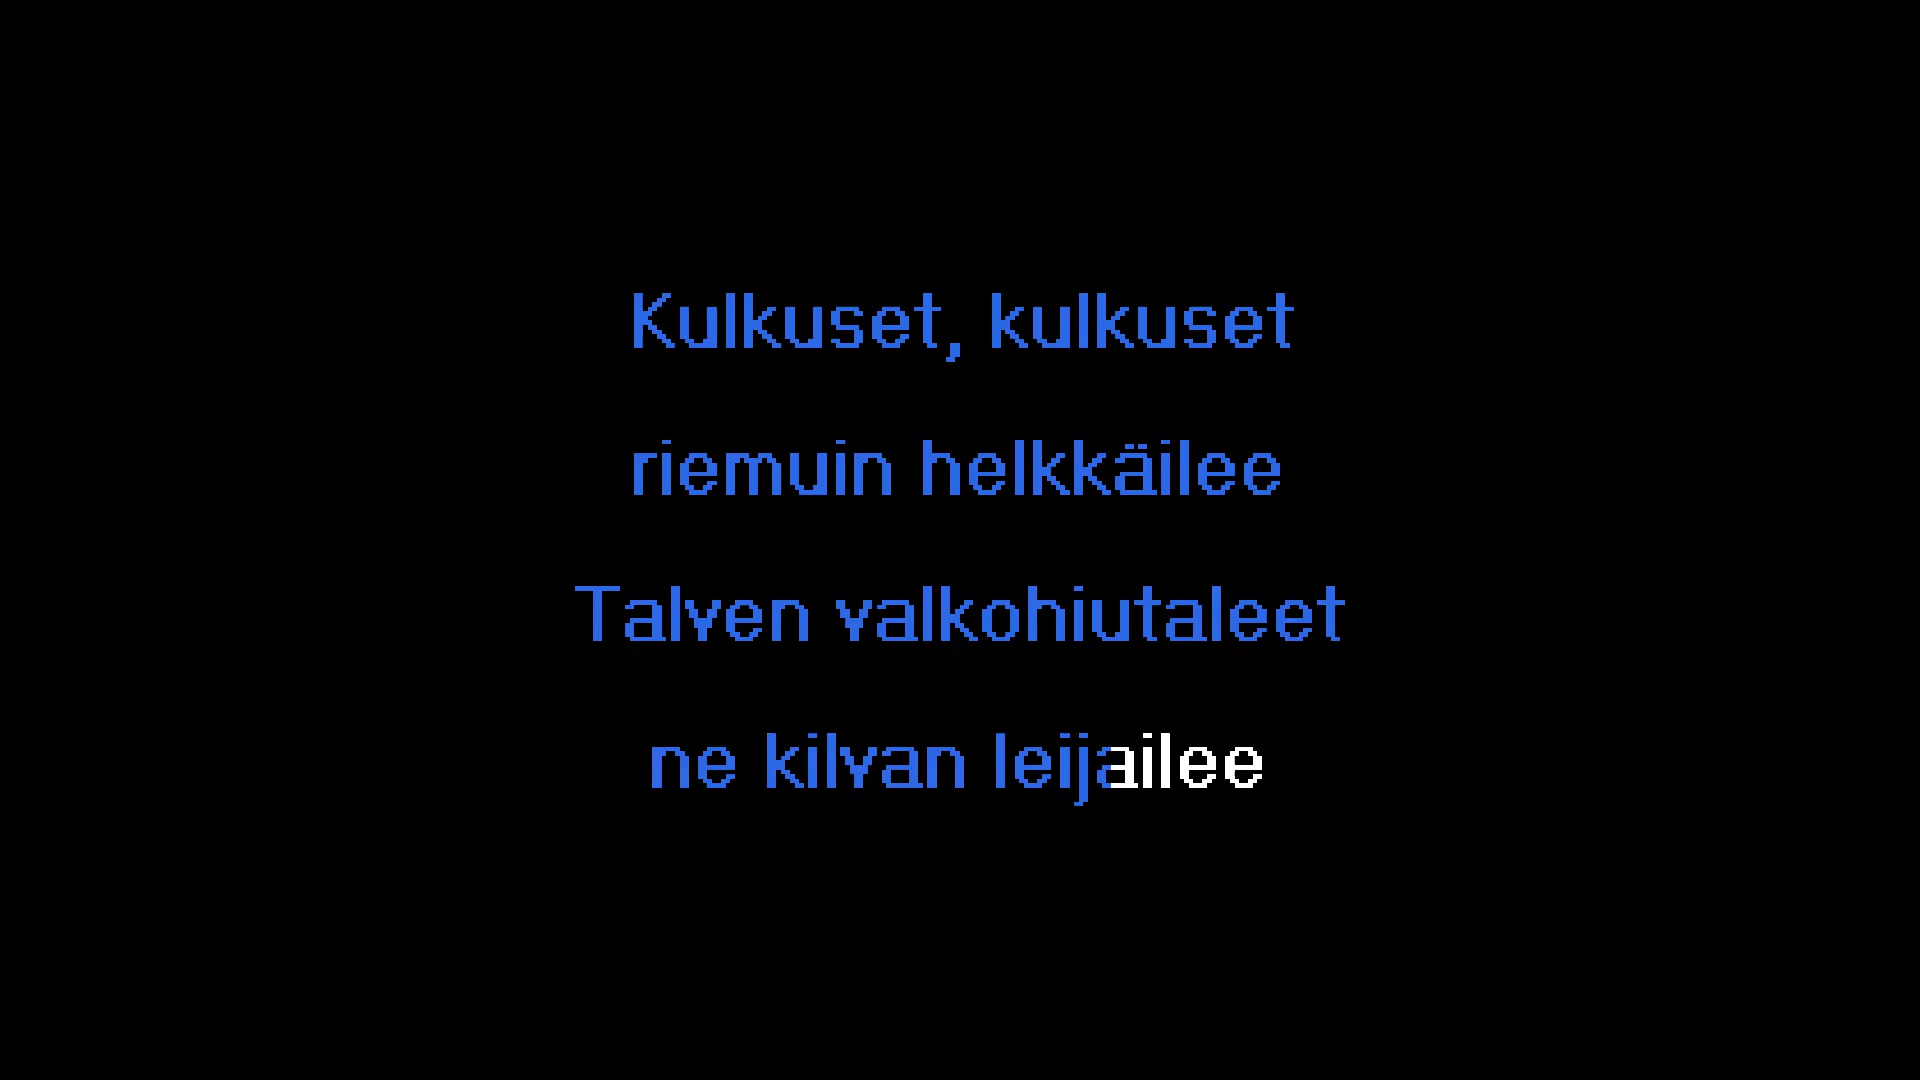 Kulkuset, kulkuset
riemuin helkkäilee
Talven valkohiutaleet
ne kilvan leijailee